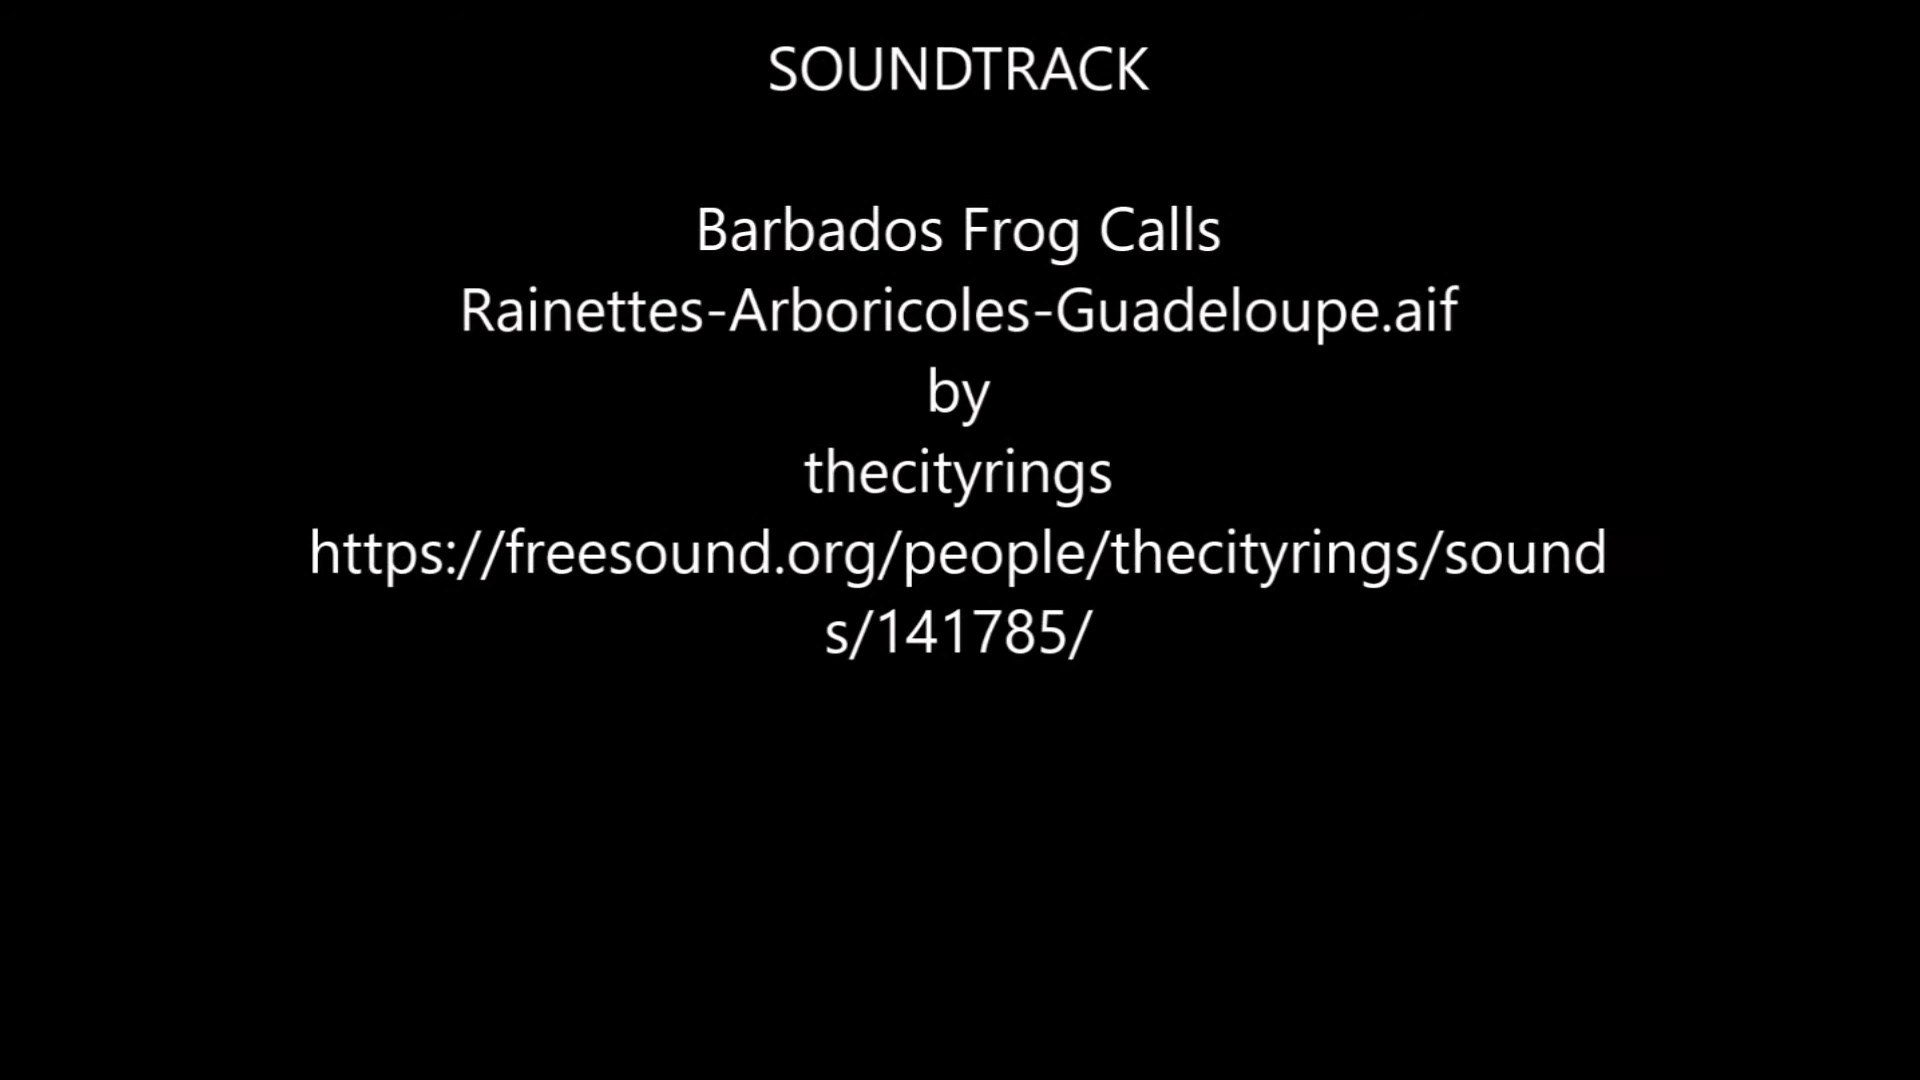 SOUNDTRACK
Barbados Frog Calls
Rainettes-Arboricoles-Guadeloupe.aif
by
thecityrings
https://freesound.org/people/thecityrings/sound
s/141785/